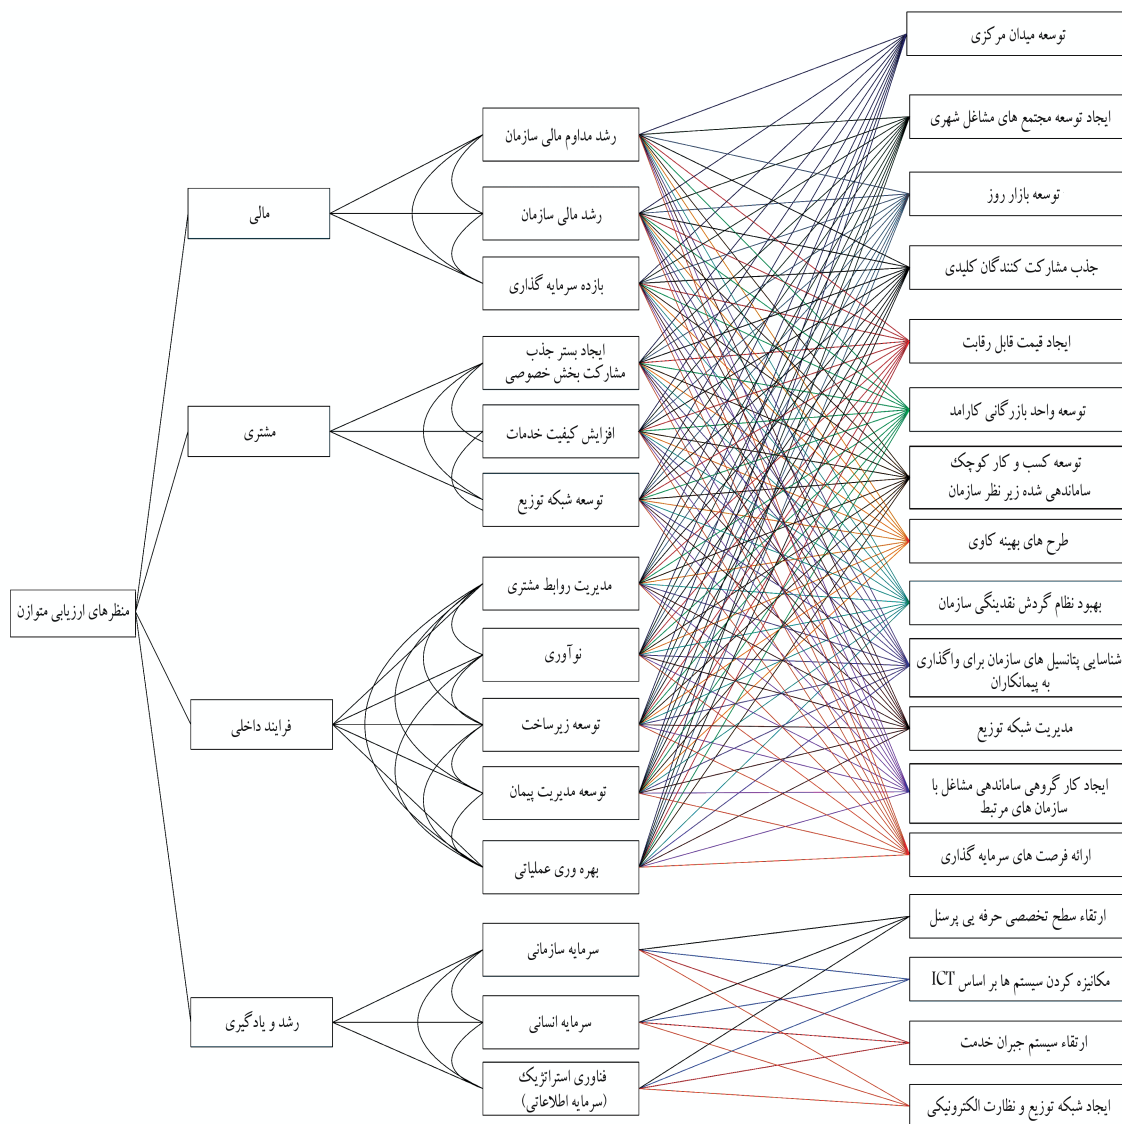 منظرهای ارزیابی متوازن
مالی
مشتری
فرایند داخلی
رشد و یادگیری
رشد مداوم مالی سازمان
رشد مالی سازمان
بازده سرمایه گذاری
ایجاد بستر جذب
مشارکت بخش خصوصی
افزایش کیفیت خدمات
توسعه شبکه توزیع
مدیریت روابط مشتری
نوآوری
توسعه زیرساخت
توسعه مدیریت پیمان
بهره وری عملیاتی
سرمایه سازمانی
سرمایه انسانی
فناوری استراتژیک
(سرمایه اطلاعاتی)
توسعه میدان مرکزی
ایجاد توسعه مجتمع های مشاغل شهری
توسعه بازار روز
جذب مشارکت کنندگان کلیدی
ایجاد قیمت قابل رقابت
توسعه واحد بازرگانی کارامد
توسعه کسب و کار کوچک
ساماندهی شده زیر نظر سازمان
طرح های بهینه کاوی
بهبود نظام گردش نقدینگی سازمان
شناسایی پتانسیل های سازمان برای واگذاری
به پیمانکاران
مدیریت شبکه توزیع
ایجاد کار گروهی ساماندهی مشاغل با
سازمان های مرتبط
ارائه فرصت های سرمایه گذاری
ارتقاء سطح تخصصی حرفه یی پرسنل
مکانیزه کردن سیستم ها بر اساس ICT
ارتقاء سیستم جبران خدمت
ایجاد شبکه توزیع و نظارت الکترونیکی